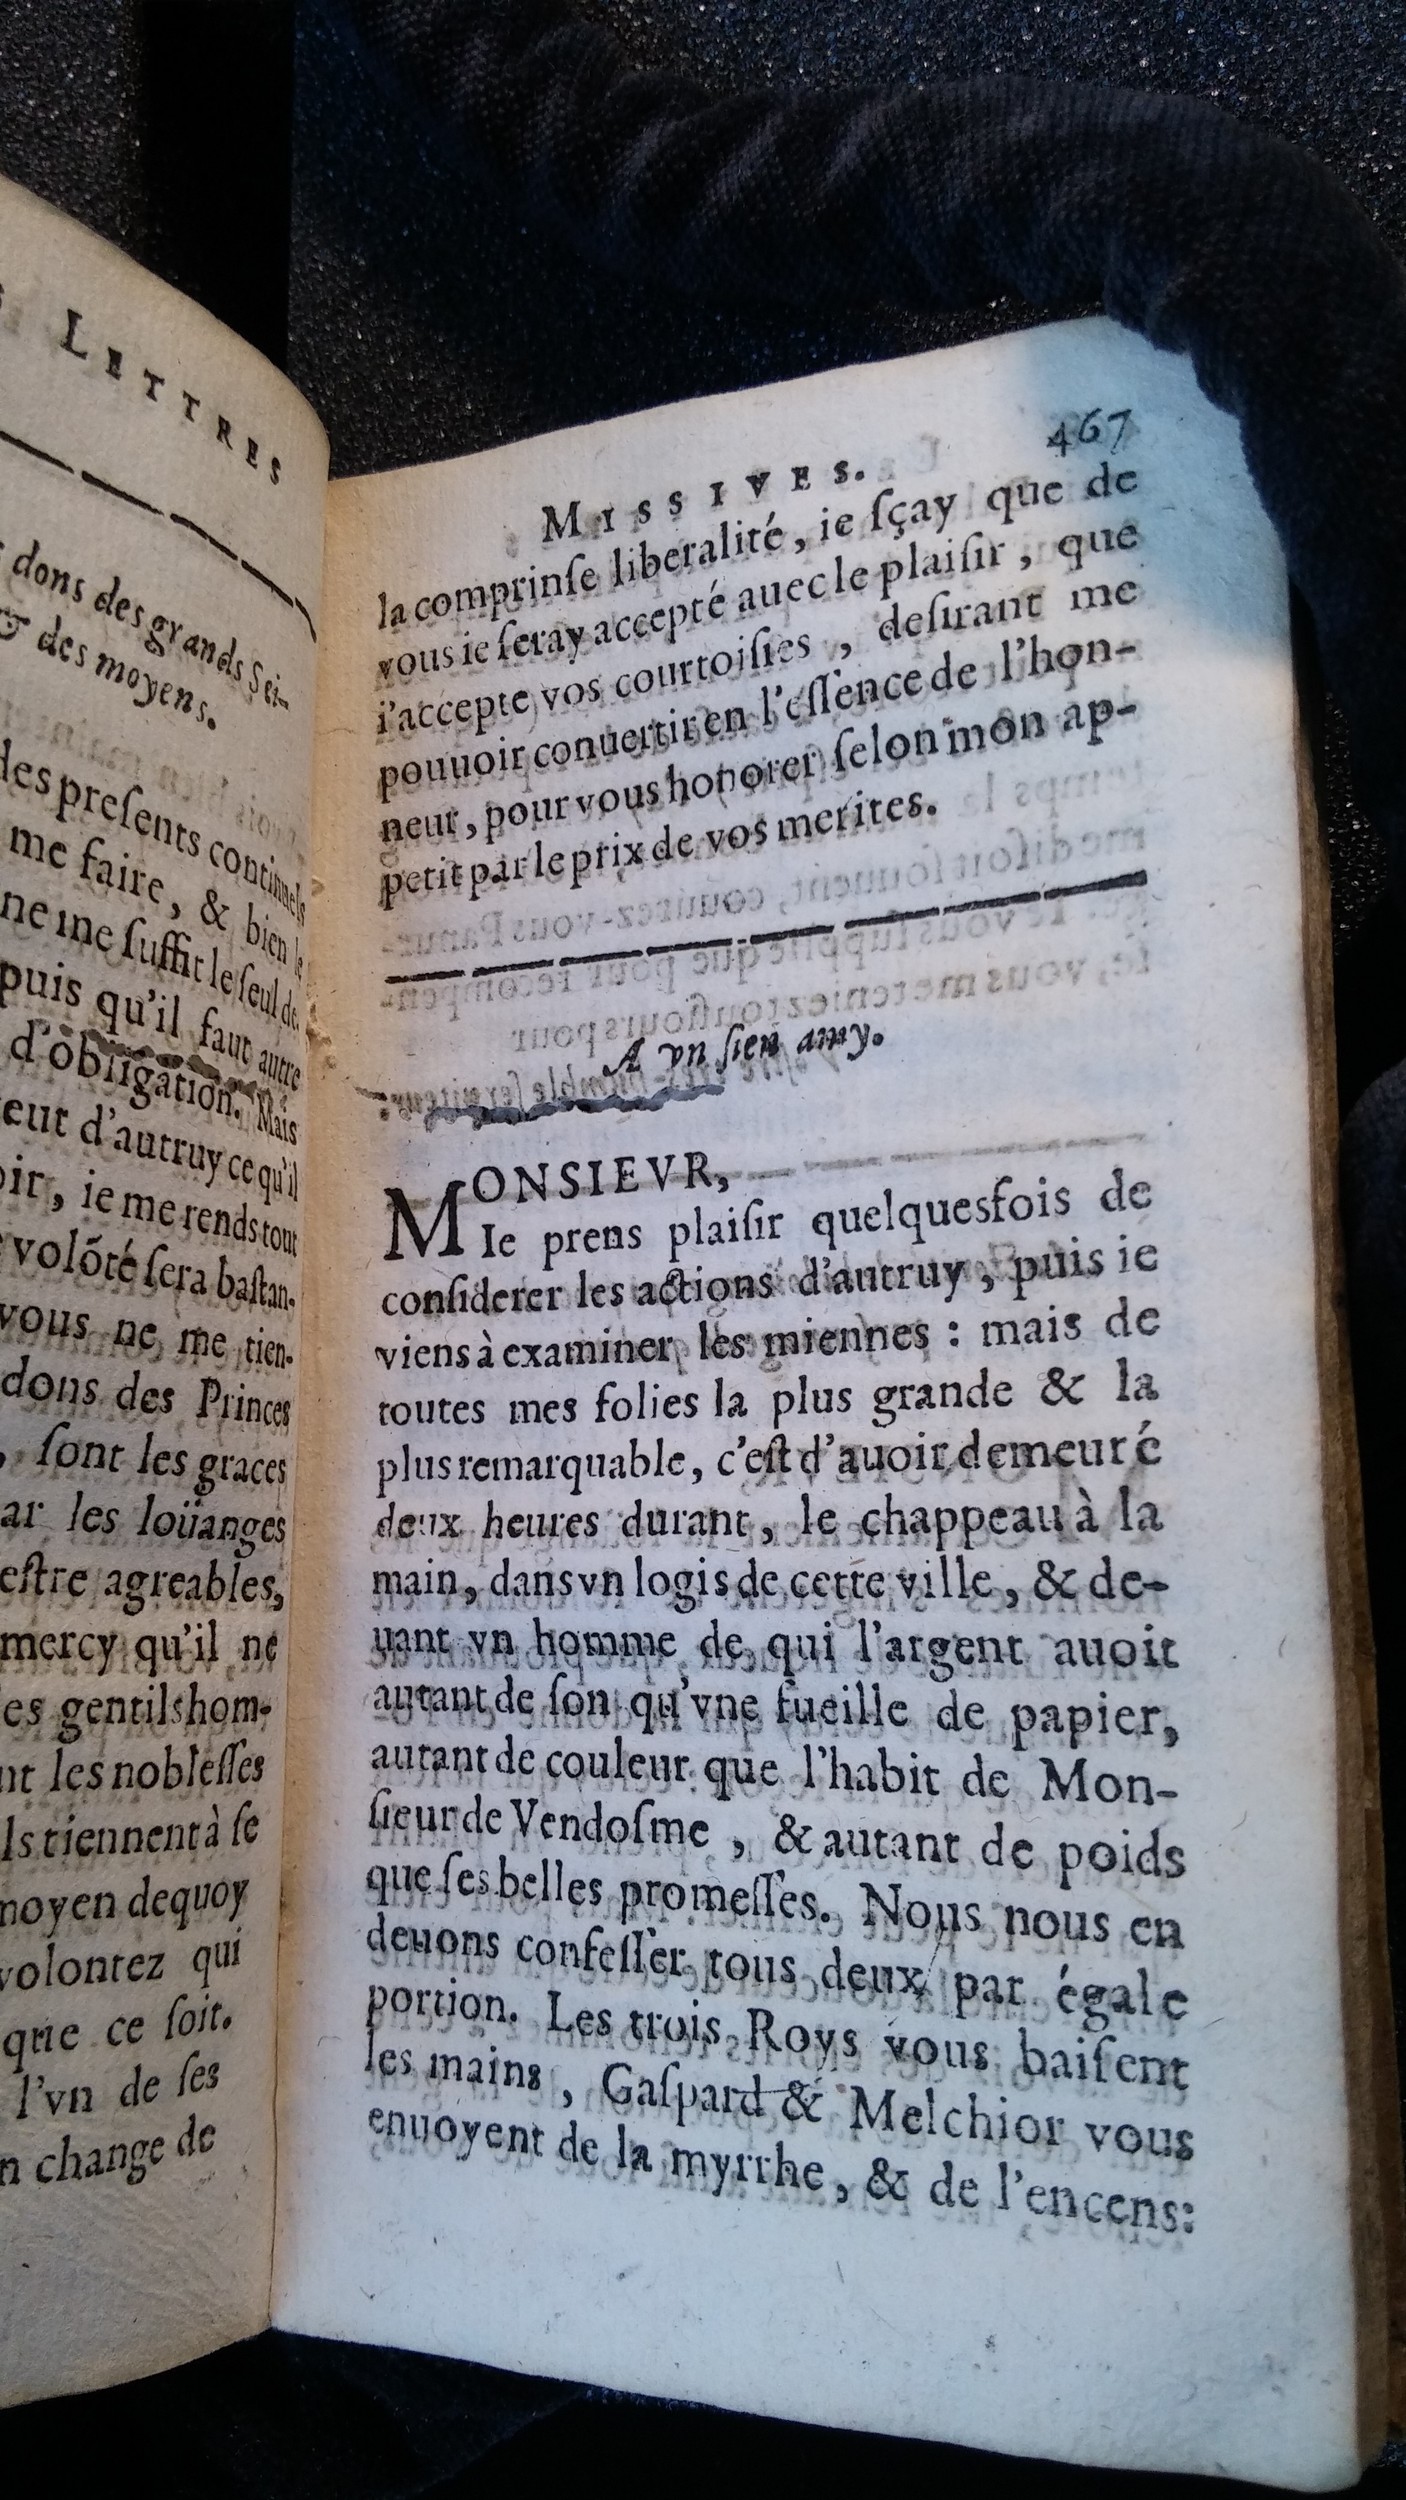 LETTRES
dons des grands Sei-
& des moyens.
des preſents continuels
me faire, & bien le
ne me ſuffit le ſeul de-
puis qu'il faut autre
d'obligation. Mais
eur d'autruy ce qu'il
oir, ie me rends tout
volõté ſera baſtan-
vous ne me tien-
dons des Princes
, ſont les graces
ar les loüanges
eſtre agreables,
mercy qu'il ne
es gentilshom-
nt les nobleſſes
ls tiennent à ſe
moyen dequoy
volontez qui
que ce ſoit.
l'vn de ſes
n change de
MISSIVES. 467
la comprinſe liberalité, ie ſçay que de
vous ie ſeray accepté auec le plaiſir, que
i'accepte vos courtoiſies, deſirant me
pouuoir conuertir en l'eſſence de l'hon-
neur, pour vous honorer ſelon mon ap-
petit par le prix de vos merites.
A vn ſien amy.
MONSIEVR,
Ie prens plaiſir quelquesfois de
conſiderer les actions d'autruy, puis ie
viens à examiner les miennes : mais de
toutes mes folies la plus grande & la
plus remarquable, c'eſt d'auoir demeuré
deux heures durant, le chappeau à la
main, dans vn logis de cette ville, & de-
uant vn homme de qui l'argent auoit
autant de ſon qu'vne fueille de papier,
autant de couleur que l'habit de Mon-
ſieur de Vendoſme, & autant de poids
que ſes belles promeſſes. Nous nous en
deuons confeſſer tous deux par égale
portion. Les trois Roys vous baiſent
les mains, Gaſpard & Melchior vous
enuoyent de la myrrhe, & de l'encens: